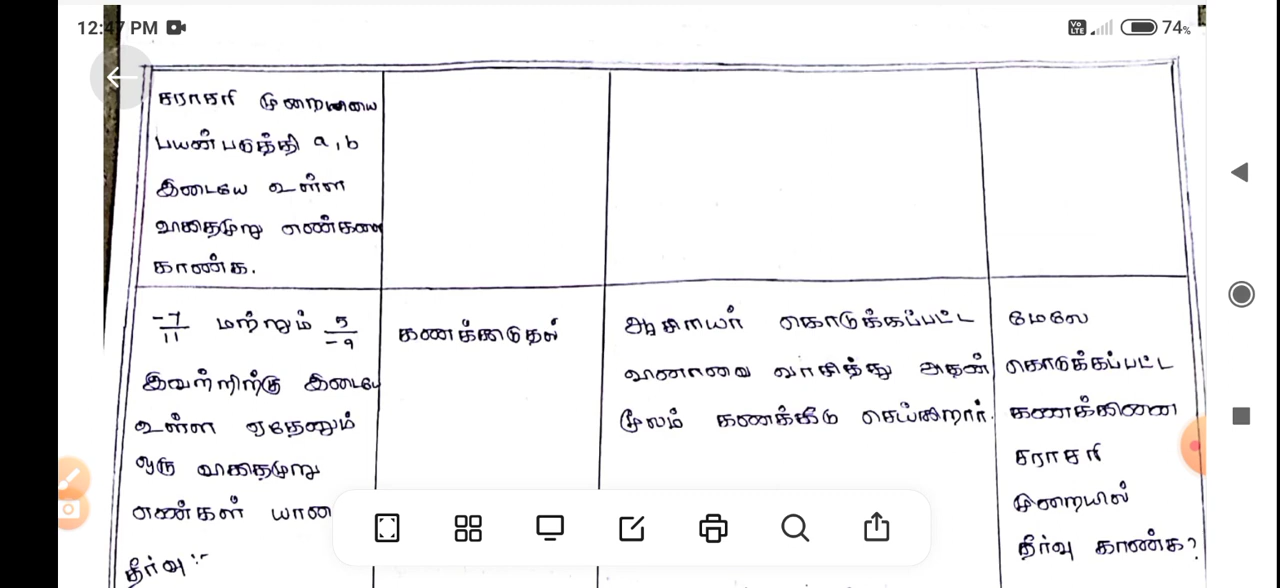 12:47 PM
Vo LTE 74%
சராசரி முறையை
பயன்படுத்தி a, b
இடையே உள்ள
விகிதமுறு எண்களை
காண்க.
-7/11 மற்றும் 5/-9
இவற்றிற்கு இடையே
உள்ள ஏதேனும்
ஒரு விகிதமுறு
எண்கள் யாவை
தீர்வு :-
கணக்கிடுதல்
ஆசிரியர் கொடுக்கப்பட்ட
வினாவை வாசித்து அதன்
மூலம் கணக்கீடு செய்கிறார்.
மேலே
கொடுக்கப்பட்ட
கணக்கினை
சராசரி
முறையில்
தீர்வு காண்க?